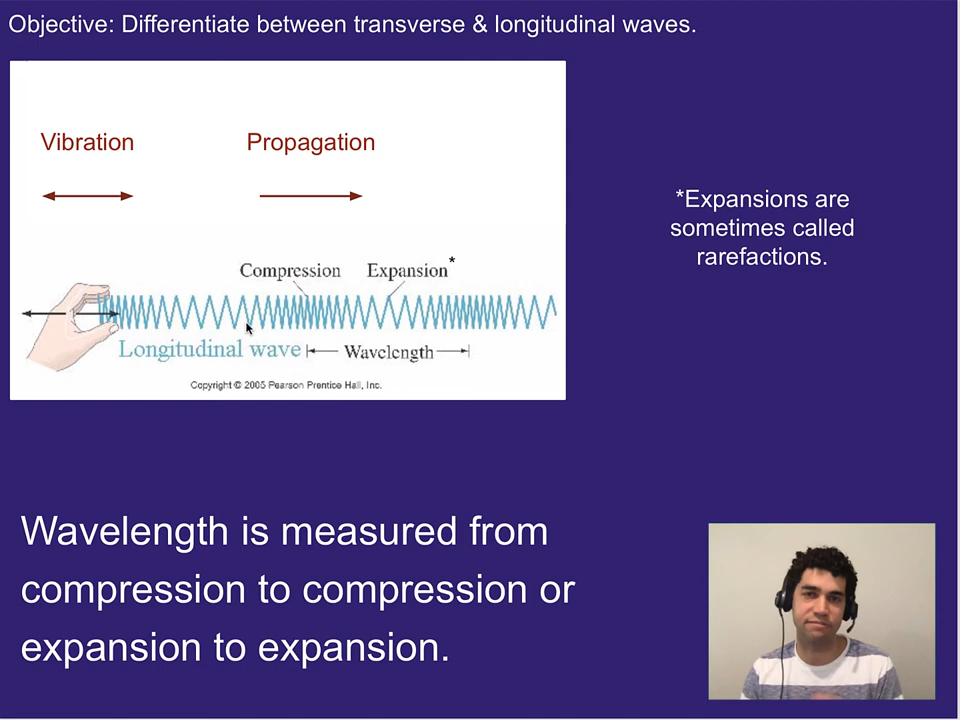 Objective: Differentiate between transverse & longitudinal waves.
Vibration Propagation
*Expansions are
sometimes called
rarefactions.
Compression Expansion*
Longitudinal wave Wavelength
Copyright © 2005 Pearson Prentice Hall, Inc.
Wavelength is measured from
compression to compression or
expansion to expansion.